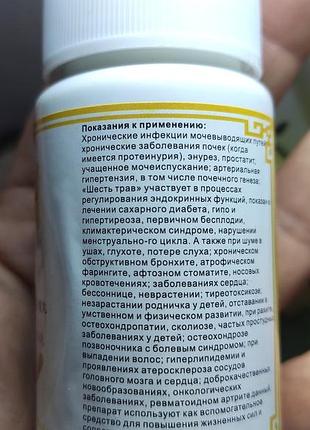 Показания к применению:
Хронические инфекции мочевыводящих путей
хронические заболевания почек (когда
имеется протеинурия), энурез, простатит,
учащенное мочеиспускание; артериальная
гипертензия, в том числе почечного генеза;
«Шесть трав» участвует в процессах
регулирования эндокринных функций, показан
лечении сахарного диабета, гипо и
гипертиреоза, первичном бесплодии,
климактерическом синдроме, нарушении
менструально-го цикла. А также при шуме в
ушах, глухоте, потере слуха; хроническом
обструктивном бронхите, атрофическом
фарингите, афтозном стоматите, носовых
кровотечениях; заболеваниях сердца;
бессоннице, неврастении; тиреотоксикозе;
незарастании родничка у детей, отставании в
умственном и физическом развитии, при
остеохондропатии, сколиозе, частых простудных
заболеваниях у детей; остеохондрозе
позвоночника с болевым синдромом; при
выпадении волос; гиперлипидемии и
проявлениях атеросклероза сосудов
головного мозга и сердца; доброкачественных
новообразованиях, онкологических
заболеваниях, ревматоидном артрите данный
препарат используют как вспомогательное
средство для повышения жизненных сил и